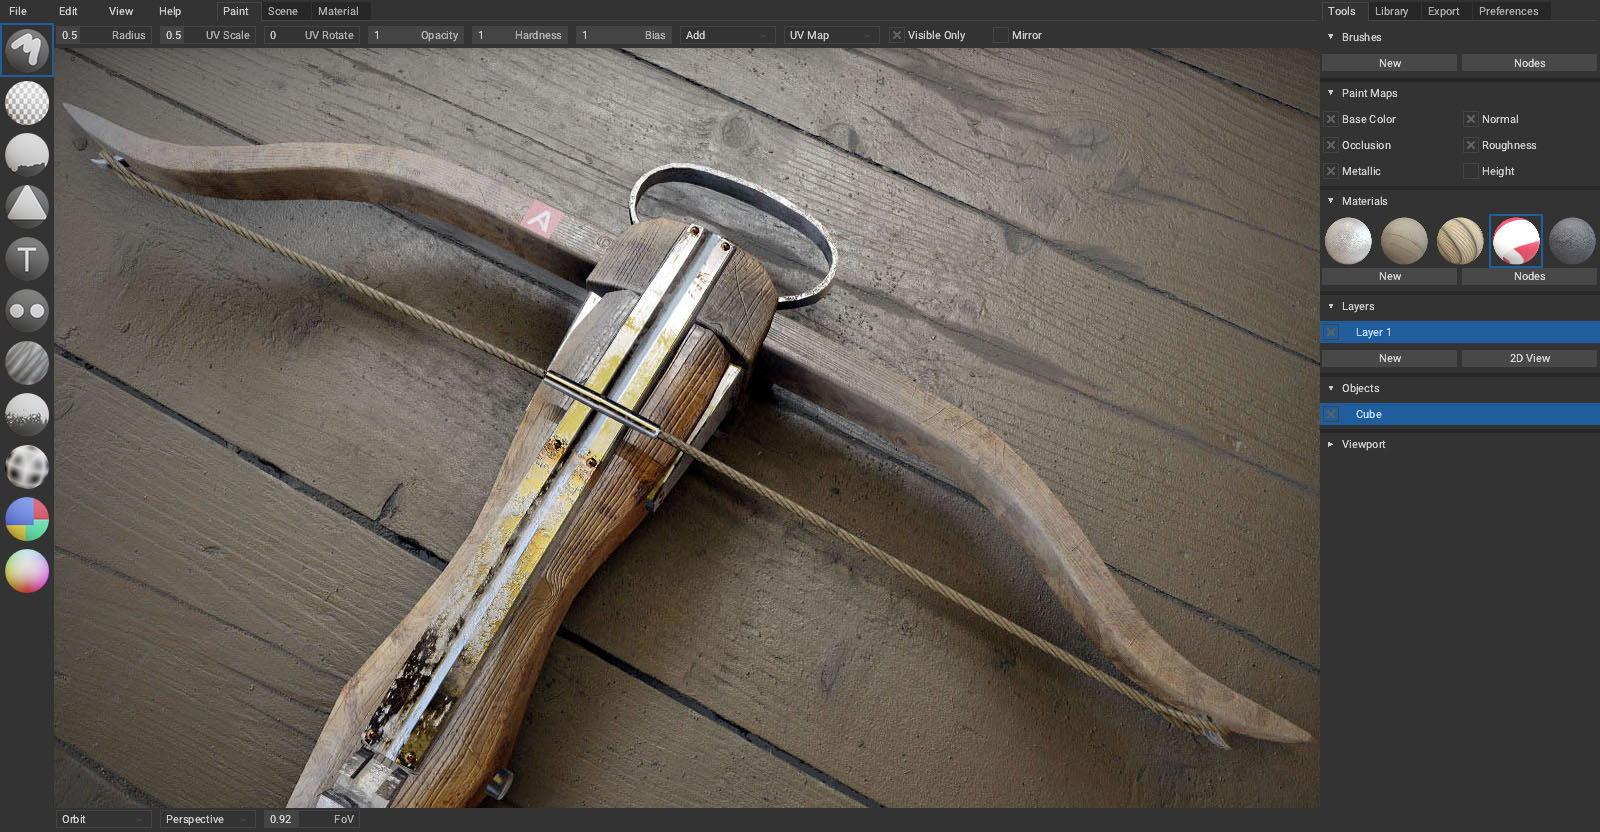 File Edit View Help Paint Scene Material
Tools Library Export Preferences
0.5 Radius 0.5 UV Scale 0 UV Rotate 1 Opacity 1 Hardness 1 Bias Add UV Map Visible Only Mirror
Brushes
New Nodes
Paint Maps
Base Color Normal
Occlusion Roughness
Metallic Height
Materials
New Nodes
Layers
Layer 1
New 2D View
Objects
Cube
Viewport
T
A
Orbit Perspective 0.92 FoV